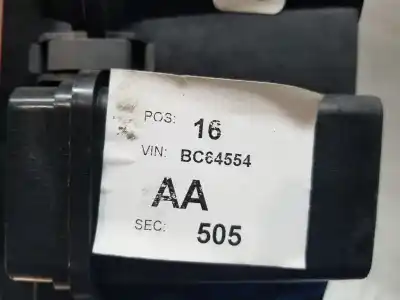 POS: 16
VIN: BC64554
AA
SEC: 505